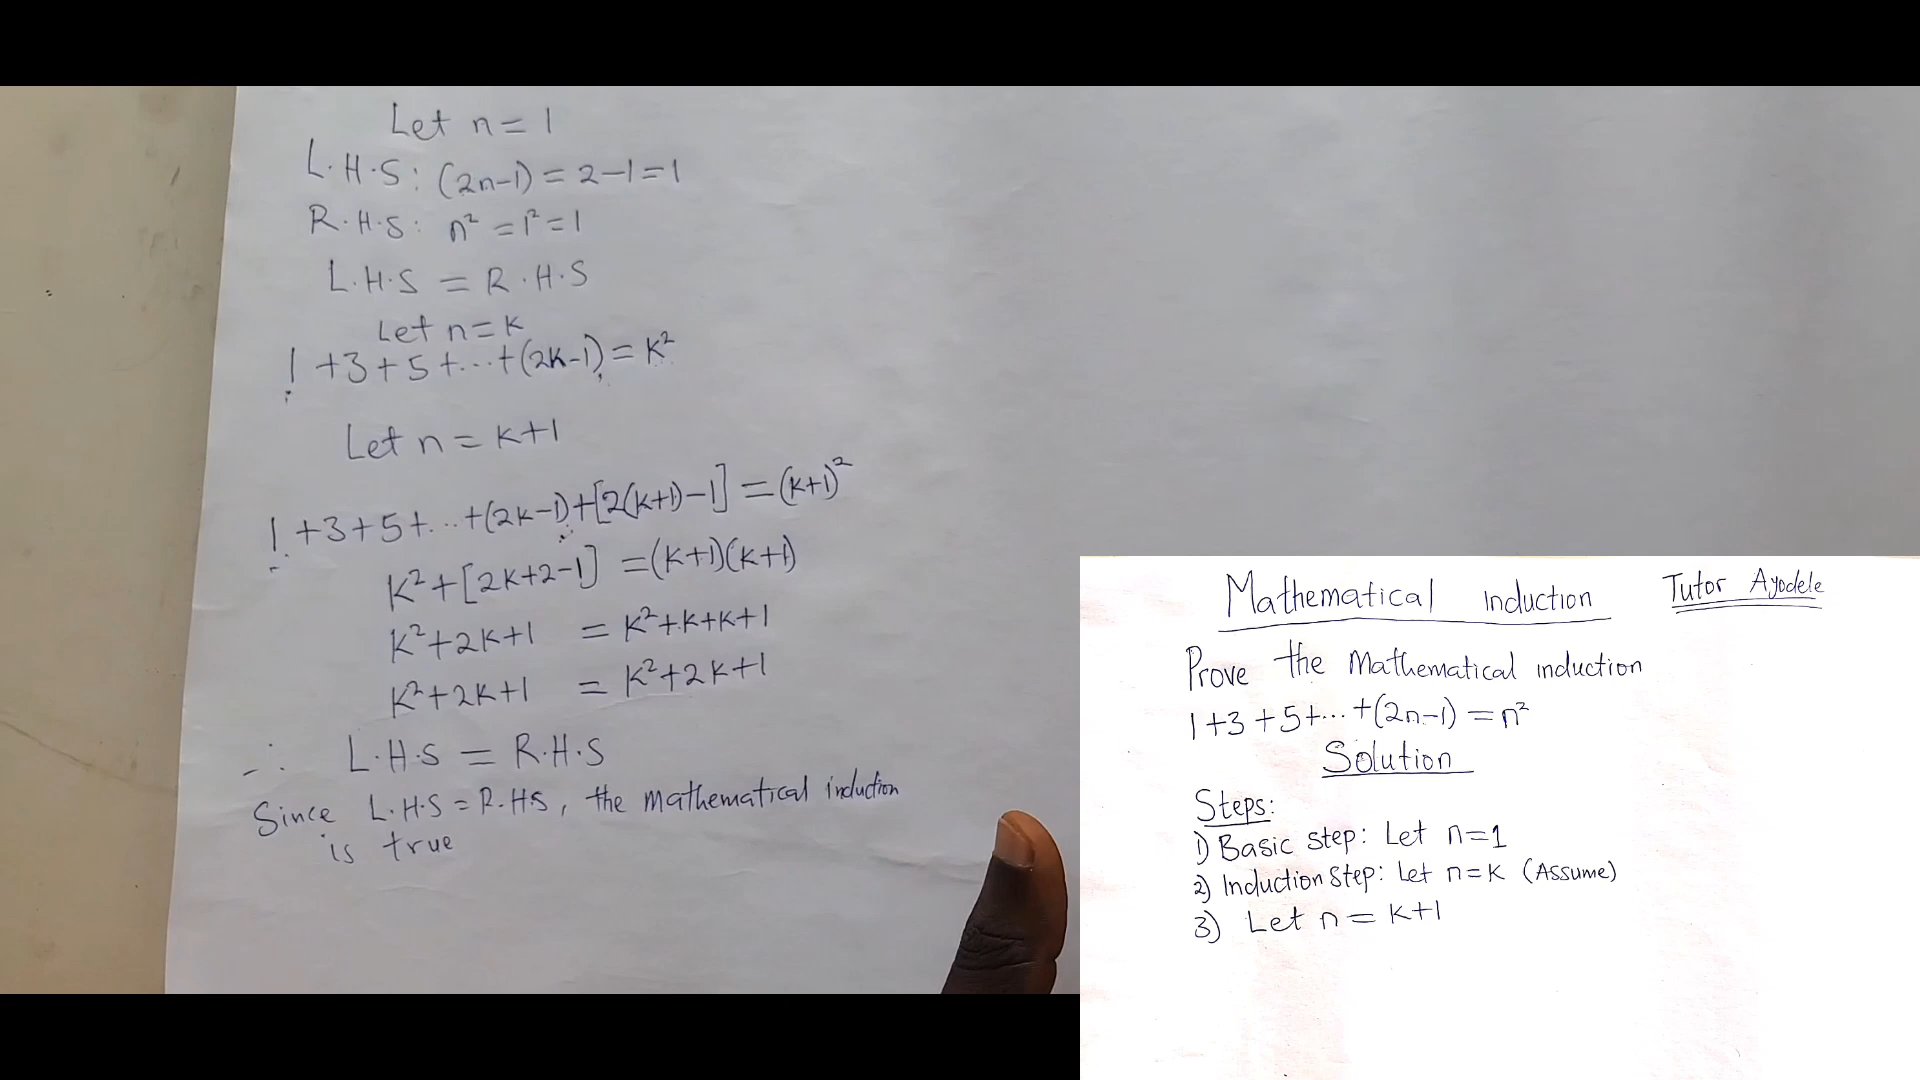 Let n = 1
L.H.S: (2n-1) = 2-1 = 1
R.H.S: n² = 1² = 1
L.H.S = R.H.S
Let n = k
1 + 3 + 5 + ... + (2k-1) = k²
Let n = k+1
1 + 3 + 5 + ... + (2k-1) + [2(k+1)-1] = (k+1)²
k² + [2k+2-1] = (k+1)(k+1)
k² + 2k + 1 = k² + k + k + 1
k² + 2k + 1 = k² + 2k + 1
∴ L.H.S = R.H.S
Since L.H.S = R.H.S, the mathematical induction
is true
Mathematical induction Tutor Ayodele
Prove the Mathematical induction
1 + 3 + 5 + ... + (2n-1) = n²
Solution
Steps:
1) Basic step: Let n=1
2) Induction step: Let n=k (Assume)
3) Let n = k+1